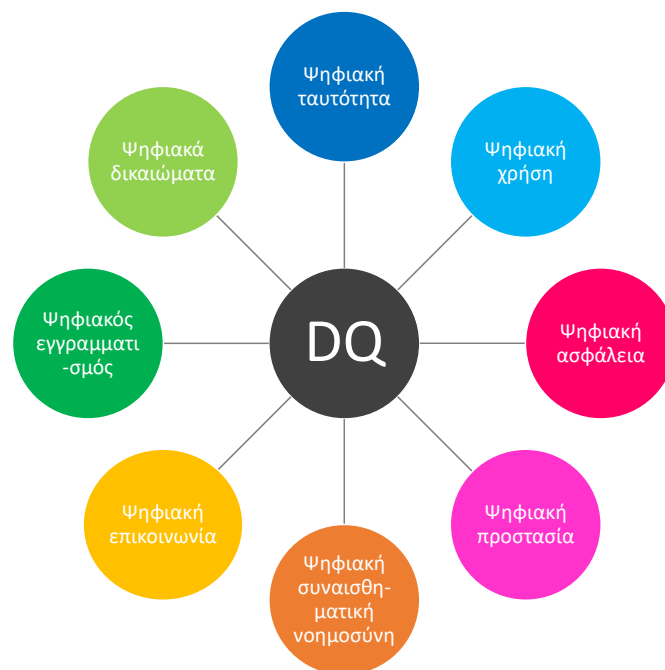 Ψηφιακή
ταυτότητα
Ψηφιακή
χρήση
Ψηφιακή
ασφάλεια
Ψηφιακή
προστασία
Ψηφιακή
συναισθη-
ματική
νοημοσύνη
Ψηφιακή
επικοινωνία
Ψηφιακός
εγγραμματι
-σμός
Ψηφιακά
δικαιώματα
DQ